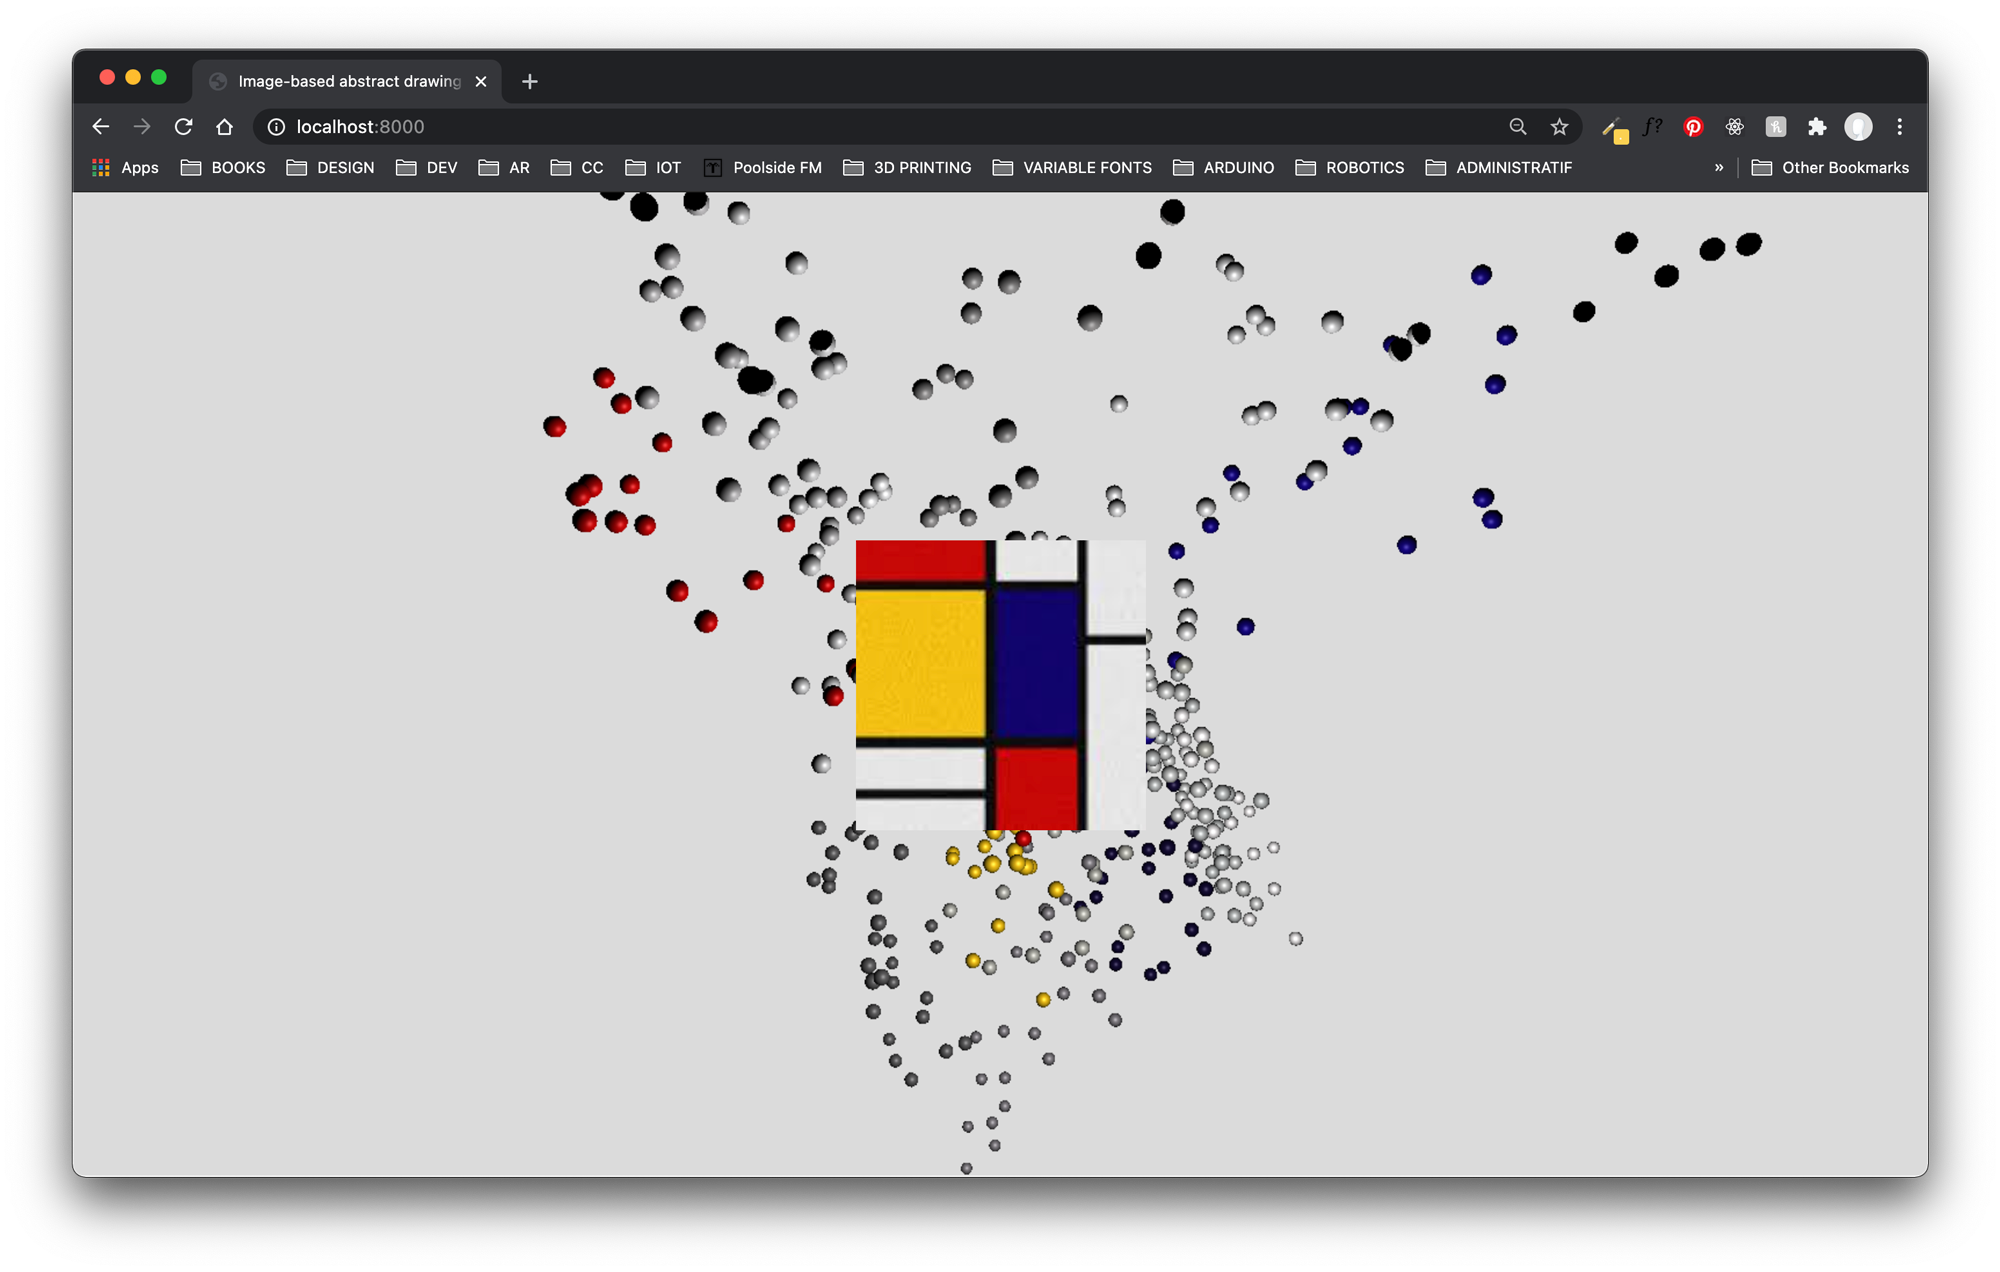 Image-based abstract drawing
localhost:8000
f?
Apps BOOKS DESIGN DEV AR CC IOT Poolside FM 3D PRINTING VARIABLE FONTS ARDUINO ROBOTICS ADMINISTRATIF » Other Bookmarks